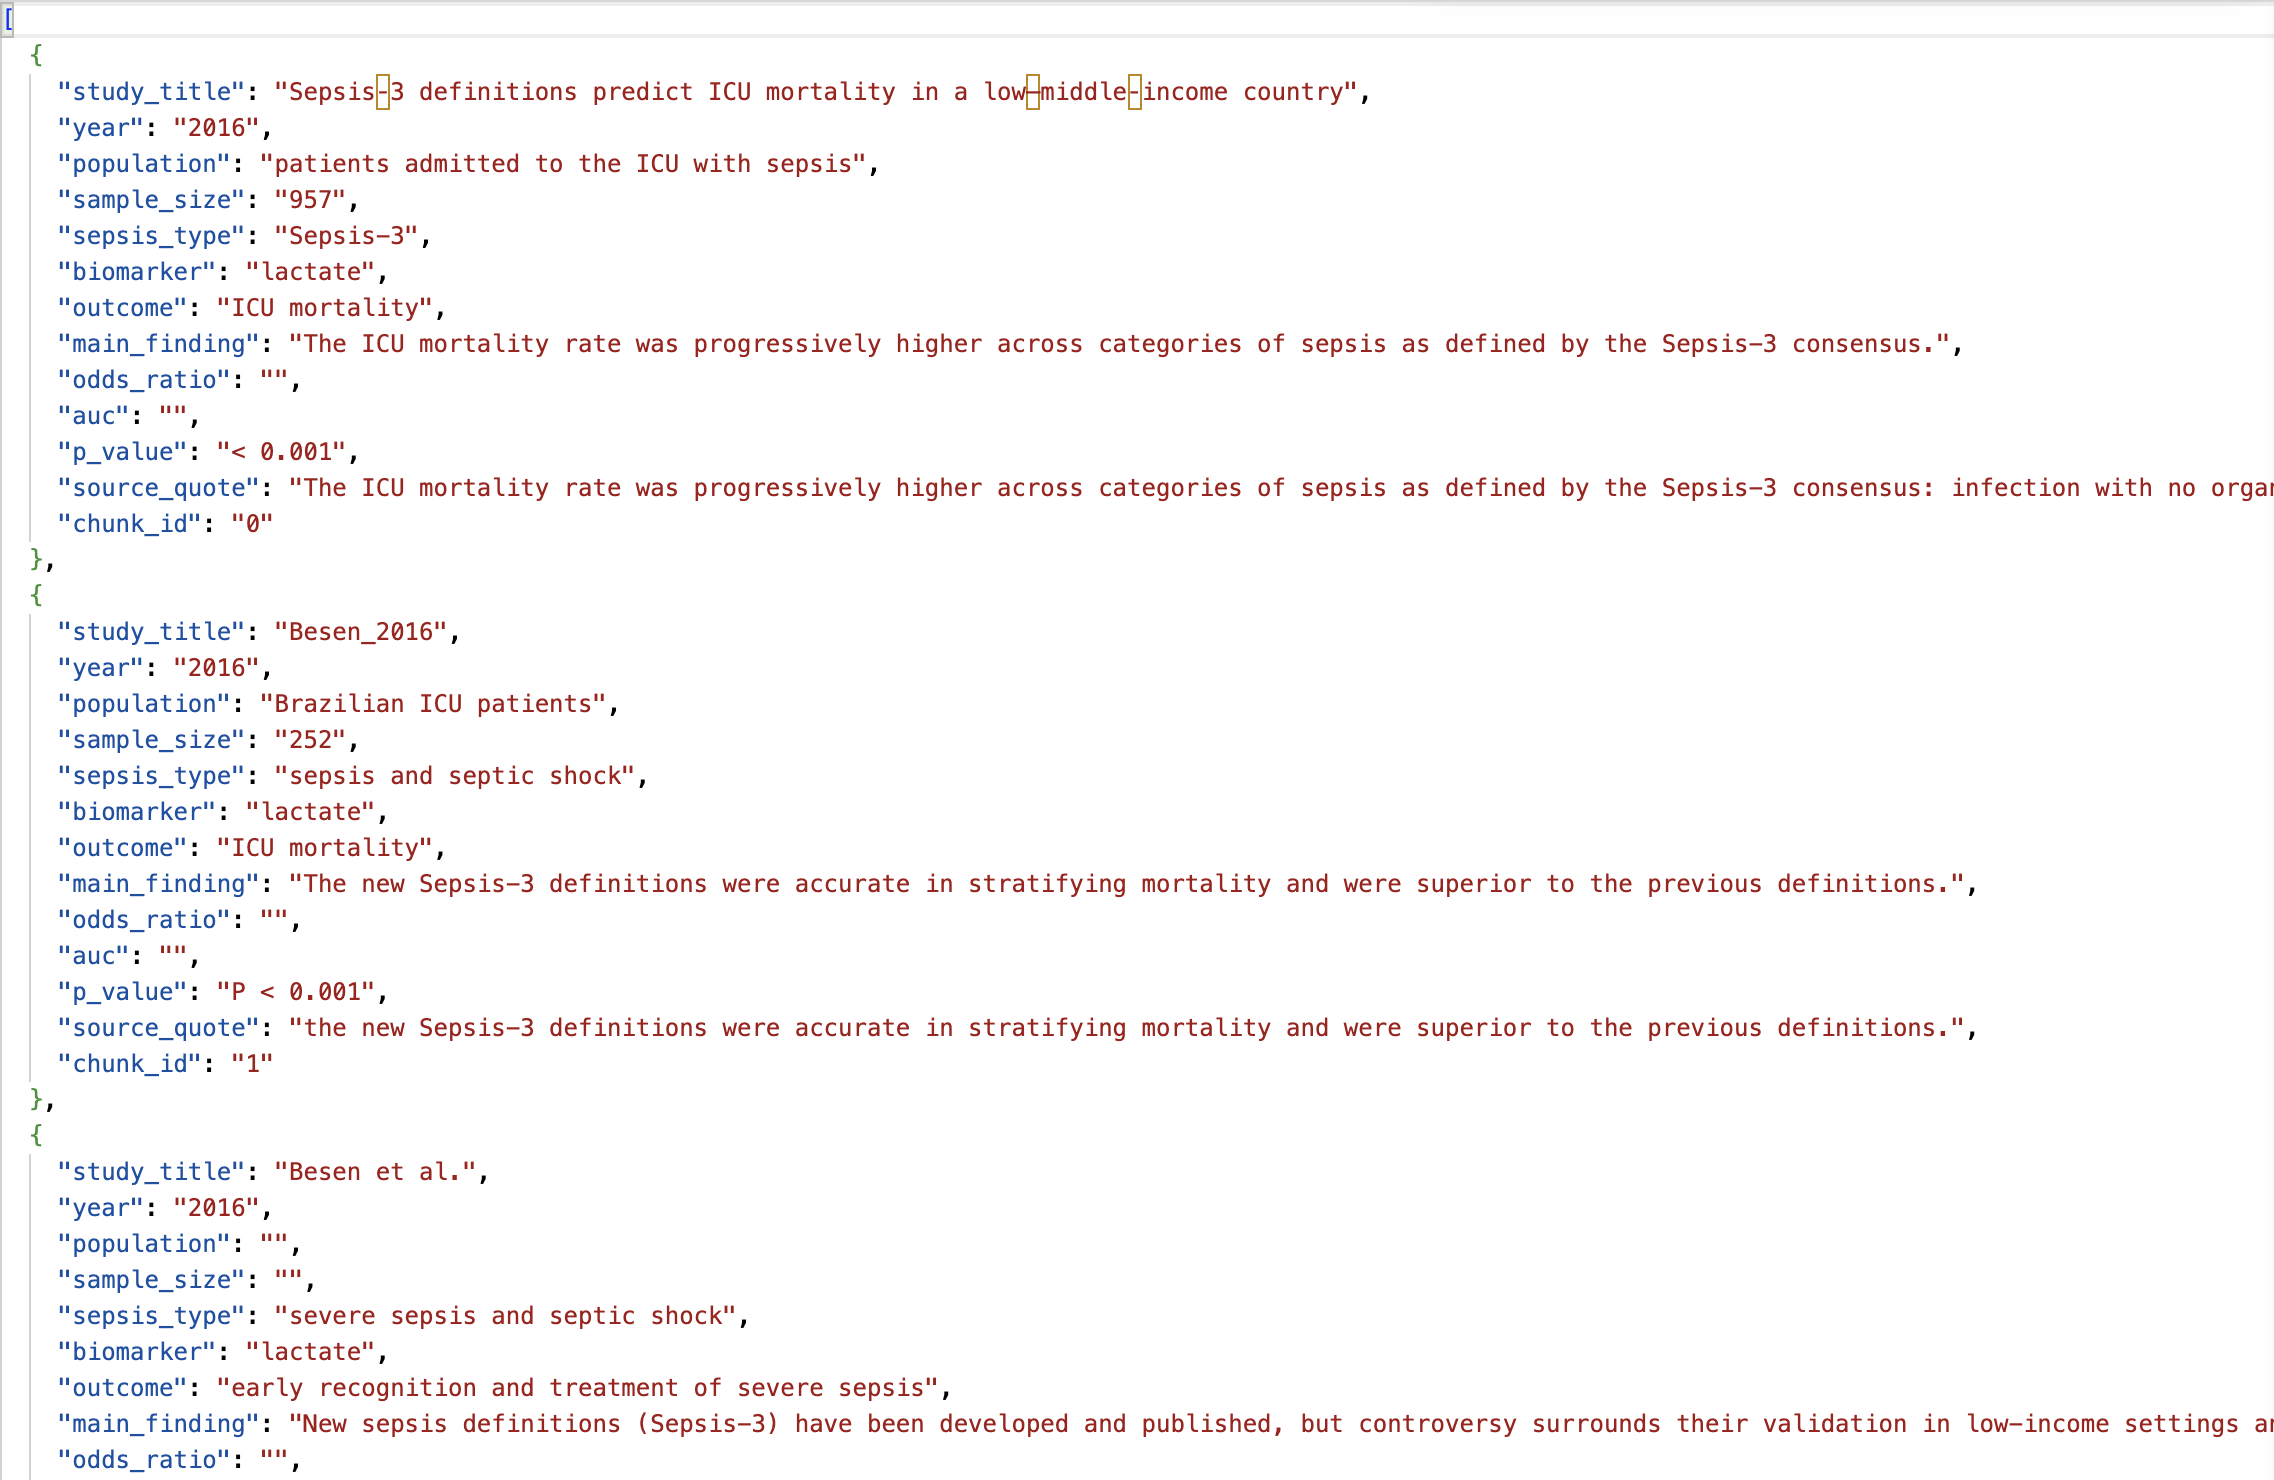 [
  {
    "study_title": "Sepsis‑3 definitions predict ICU mortality in a low–middle‑income country",
    "year": "2016",
    "population": "patients admitted to the ICU with sepsis",
    "sample_size": "957",
    "sepsis_type": "Sepsis-3",
    "biomarker": "lactate",
    "outcome": "ICU mortality",
    "main_finding": "The ICU mortality rate was progressively higher across categories of sepsis as defined by the Sepsis-3 consensus.",
    "odds_ratio": "",
    "auc": "",
    "p_value": "< 0.001",
    "source_quote": "The ICU mortality rate was progressively higher across categories of sepsis as defined by the Sepsis-3 consensus: infection with no
    "chunk_id": "0"
  },
  {
    "study_title": "Besen_2016",
    "year": "2016",
    "population": "Brazilian ICU patients",
    "sample_size": "252",
    "sepsis_type": "sepsis and septic shock",
    "biomarker": "lactate",
    "outcome": "ICU mortality",
    "main_finding": "The new Sepsis-3 definitions were accurate in stratifying mortality and were superior to the previous definitions.",
    "odds_ratio": "",
    "auc": "",
    "p_value": "P < 0.001",
    "source_quote": "the new Sepsis-3 definitions were accurate in stratifying mortality and were superior to the previous definitions.",
    "chunk_id": "1"
  },
  {
    "study_title": "Besen et al.",
    "year": "2016",
    "population": "",
    "sample_size": "",
    "sepsis_type": "severe sepsis and septic shock",
    "biomarker": "lactate",
    "outcome": "early recognition and treatment of severe sepsis",
    "main_finding": "New sepsis definitions (Sepsis-3) have been developed and published, but controversy surrounds their validation in low-income settings
    "odds_ratio": "",